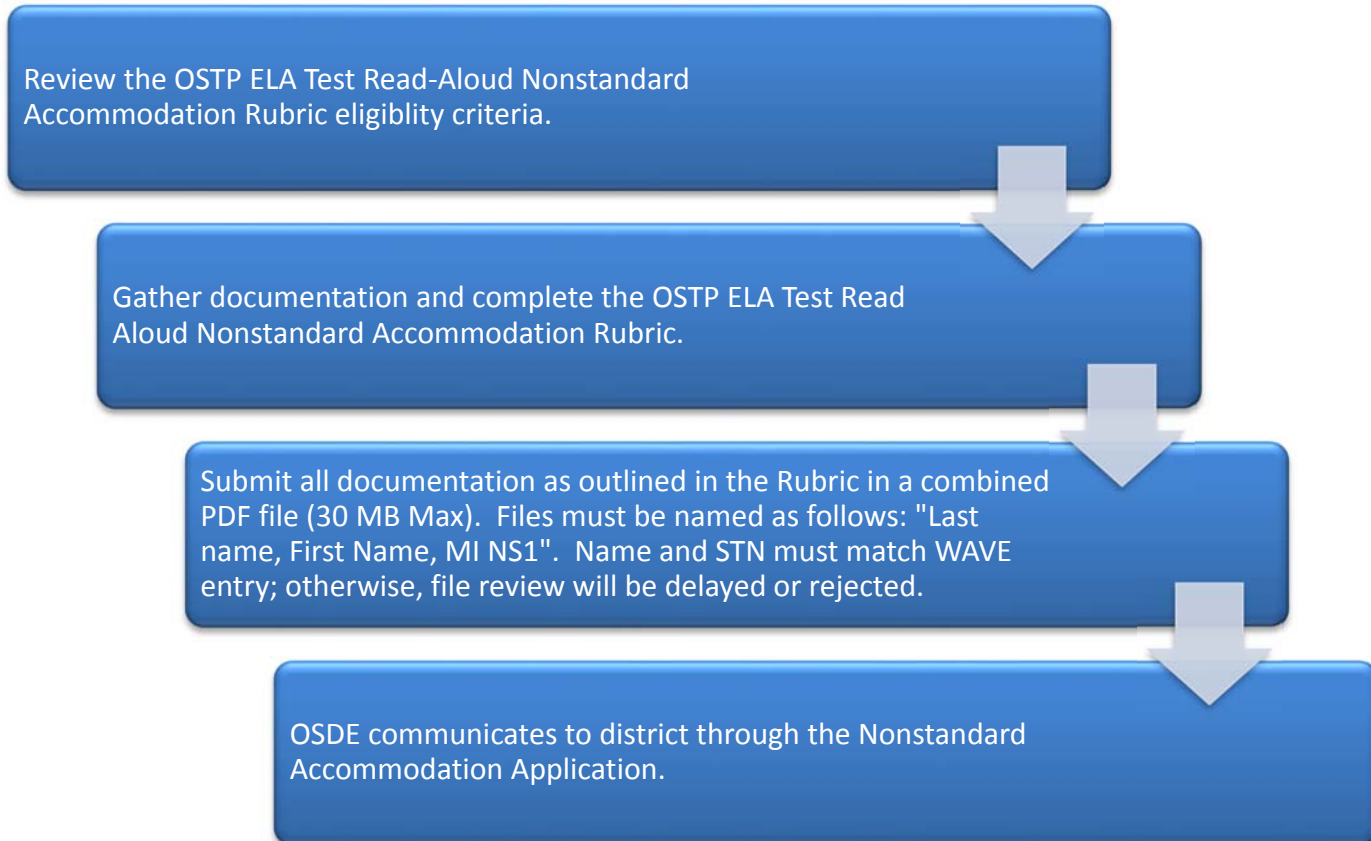 Review the OSTP ELA Test Read-Aloud Nonstandard
Accommodation Rubric eligiblity criteria.
Gather documentation and complete the OSTP ELA Test Read
Aloud Nonstandard Accommodation Rubric.
Submit all documentation as outlined in the Rubric in a combined
PDF file (30 MB Max).  Files must be named as follows: "Last
name, First Name, MI NS1".  Name and STN must match WAVE
entry; otherwise, file review will be delayed or rejected.
OSDE communicates to district through the Nonstandard
Accommodation Application.